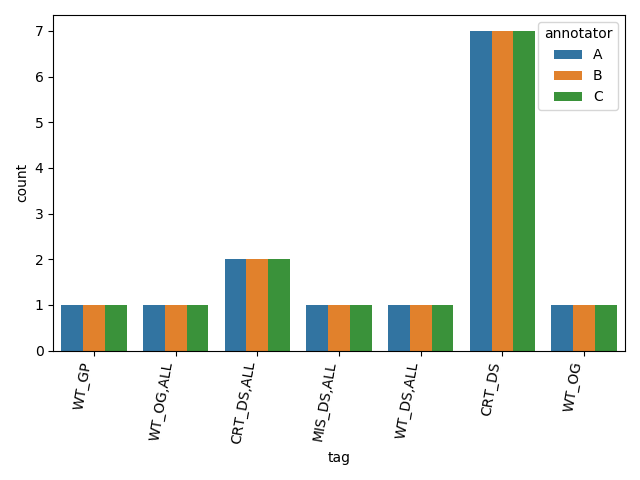 annotator
A
B
C
count
7
6
5
4
3
2
1
0
WT_GP
WT_OG,ALL
CRT_DS,ALL
MIS_DS,ALL
WT_DS,ALL
CRT_DS
WT_OG
tag